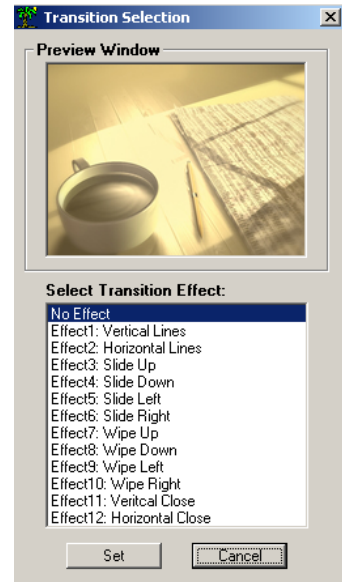 Transition Selection
Preview Window
Select Transition Effect:
No Effect
Effect1: Vertical Lines
Effect2: Horizontal Lines
Effect3: Slide Up
Effect4: Slide Down
Effect5: Slide Left
Effect6: Slide Right
Effect7: Wipe Up
Effect8: Wipe Down
Effect9: Wipe Left
Effect10: Wipe Right
Effect11: Veritcal Close
Effect12: Horizontal Close
Set Cancel